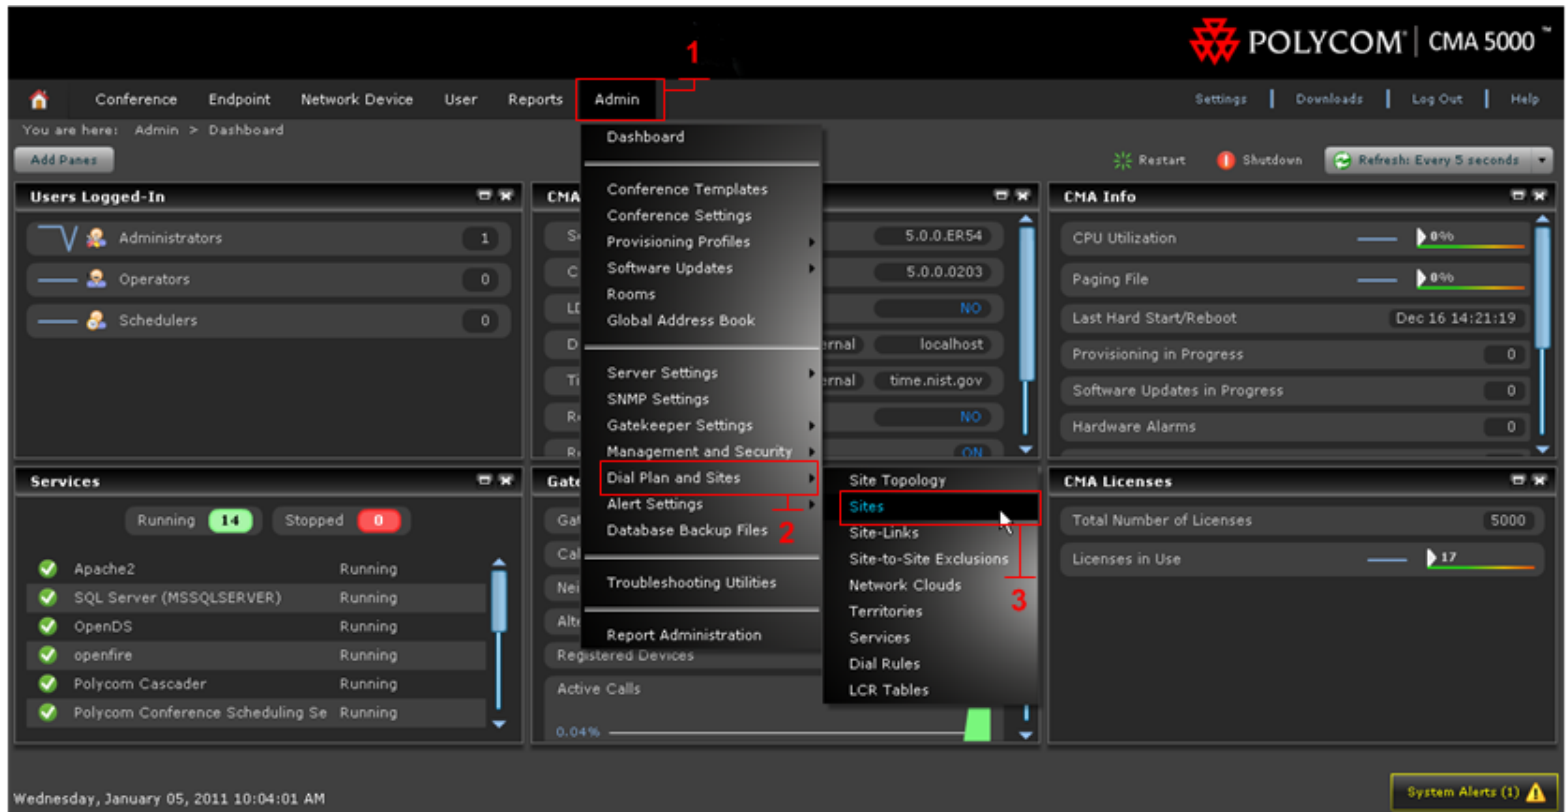 POLYCOM® | CMA 5000 ™
1
Conference Endpoint Network Device User Reports Admin
Settings | Downloads | Log Out | Help
You are here: Admin > Dashboard
Add Panes
Restart Shutdown Refresh: Every 5 seconds
Dashboard
Conference Templates
Conference Settings
Provisioning Profiles
Software Updates
Rooms
Global Address Book
Server Settings
SNMP Settings
Gatekeeper Settings
Management and Security
Dial Plan and Sites
Alert Settings
2
Database Backup Files
Troubleshooting Utilities
Report Administration
Site Topology
Sites
Site-Links
Site-to-Site Exclusions
Network Clouds
3
Territories
Services
Dial Rules
LCR Tables
Users Logged-In
Administrators 1
Operators 0
Schedulers 0
CMA
5.0.0.ER54
5.0.0.0203
NO
localhost
time.nist.gov
NO
ON
CMA Info
CPU Utilization 0%
Paging File 0%
Last Hard Start/Reboot Dec 16 14:21:19
Provisioning in Progress 0
Software Updates in Progress 0
Hardware Alarms 0
Services
Running 14 Stopped 0
Apache2 Running
SQL Server (MSSQLSERVER) Running
OpenDS Running
openfire Running
Polycom Cascader Running
Polycom Conference Scheduling Se Running
Registered Devices
Active Calls
0.04%
CMA Licenses
Total Number of Licenses 5000
Licenses in Use 17
Wednesday, January 05, 2011 10:04:01 AM
System Alerts (1)